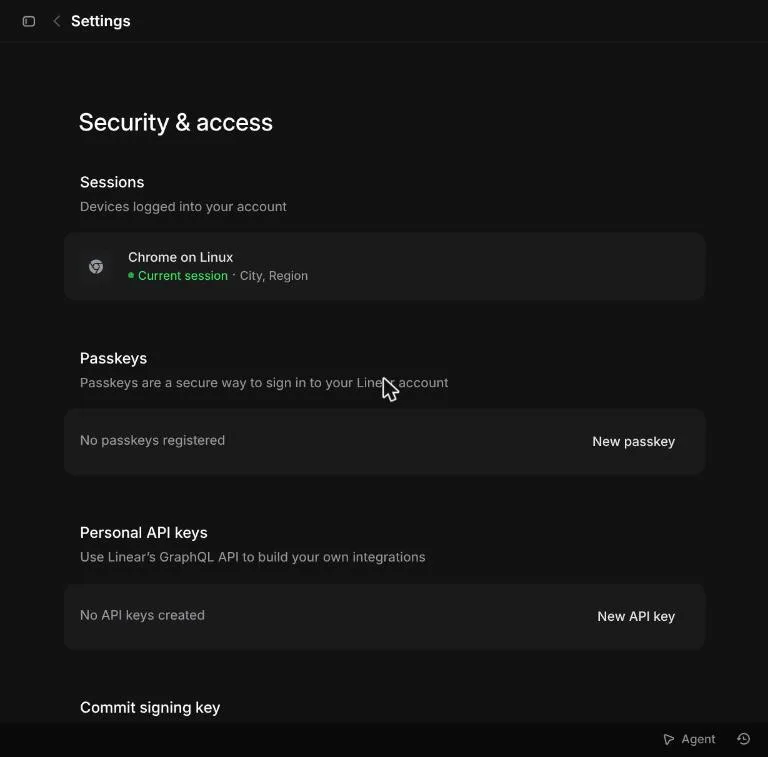 Settings
Security & access
Sessions
Devices logged into your account
Chrome on Linux
Current session · City, Region
Passkeys
Passkeys are a secure way to sign in to your Linear account
No passkeys registered
New passkey
Personal API keys
Use Linear’s GraphQL API to build your own integrations
No API keys created
New API key
Commit signing key
Agent